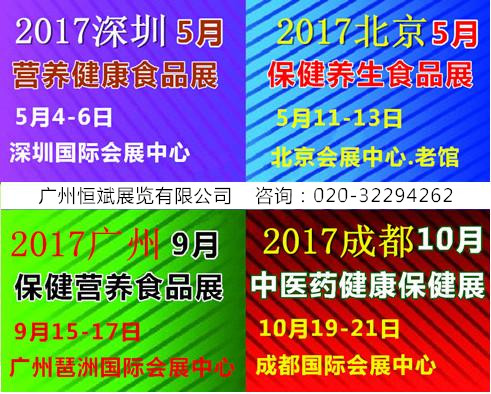 2017深圳 5月
营养健康食品展
5月4-6日
深圳国际会展中心
2017北京 5月
保健养生食品展
5月11-13日
北京会展中心.老馆
广州恒斌展览有限公司 咨询：020-32294262
2017广州 9月
保健营养食品展
9月15-17日
广州琶洲国际会展中心
2017成都 10月
中医药健康保健展
10月19-21日
成都国际会展中心